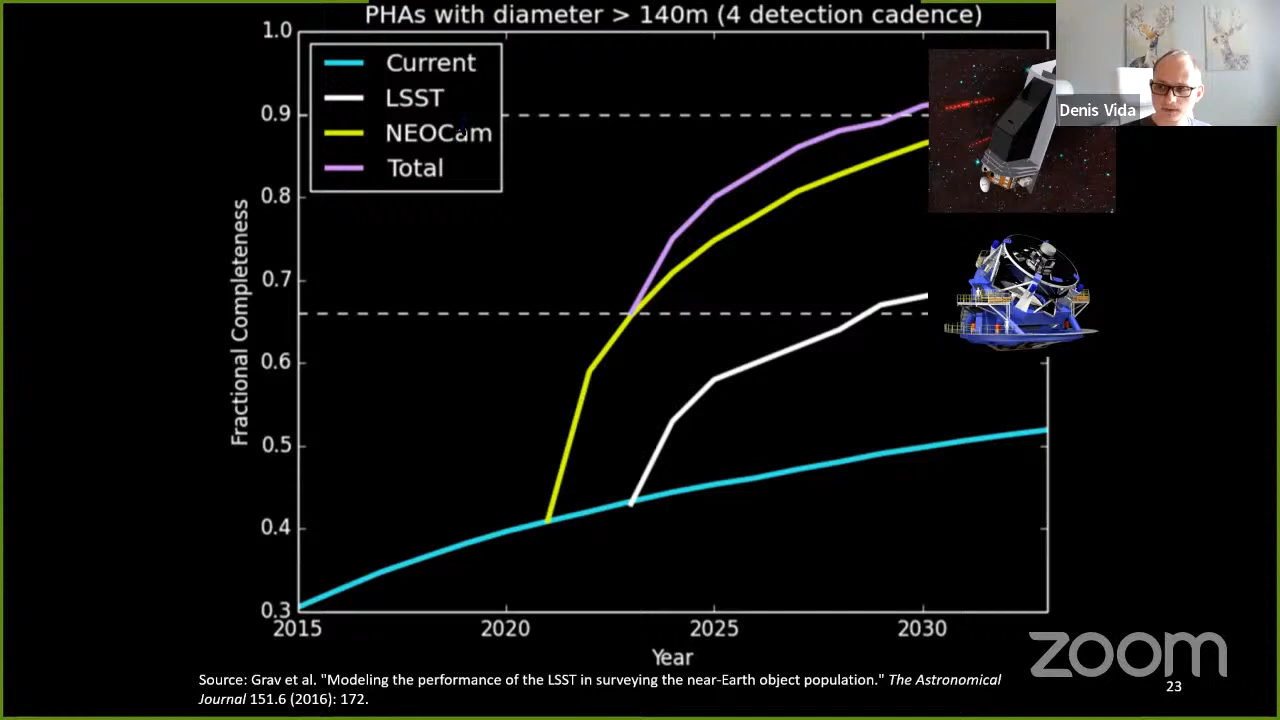 PHAs with diameter > 140m (4 detection cadence)
1.0
0.9
0.8
0.7
0.6
0.5
0.4
0.3
Fractional Completeness
Current
LSST
NEOCam
Total
Denis Vida
2015
2020
2025
2030
Year
zoom
Source: Grav et al. "Modeling the performance of the LSST in surveying the near-Earth object population." The Astronomical
Journal 151.6 (2016): 172.
23